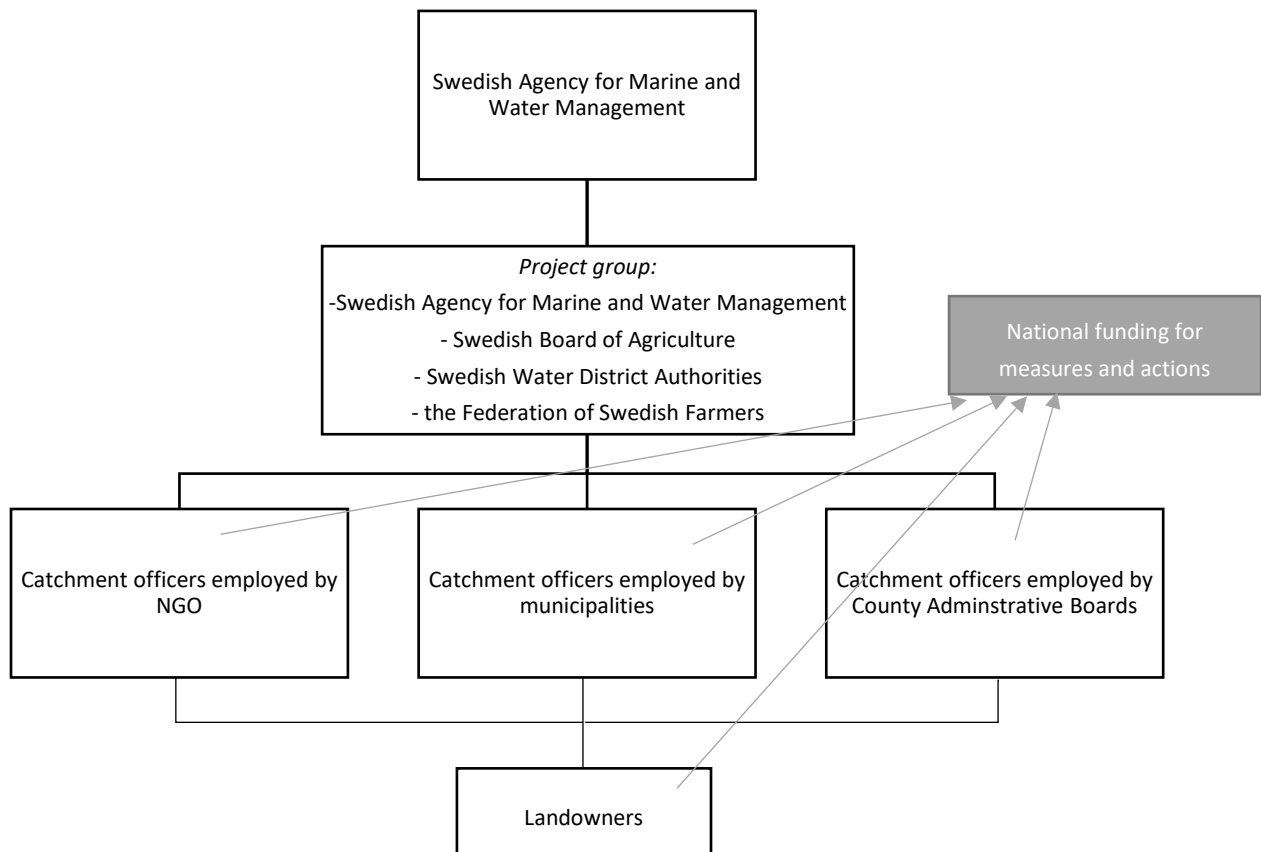 Swedish Agency for Marine and
Water Management
Project group:
-Swedish Agency for Marine and Water Management
- Swedish Board of Agriculture
- Swedish Water District Authorities
- the Federation of Swedish Farmers
National funding for
measures and actions
Catchment officers employed by
NGO
Catchment officers employed by
municipalities
Catchment officers employed by
County Adminstrative Boards
Landowners